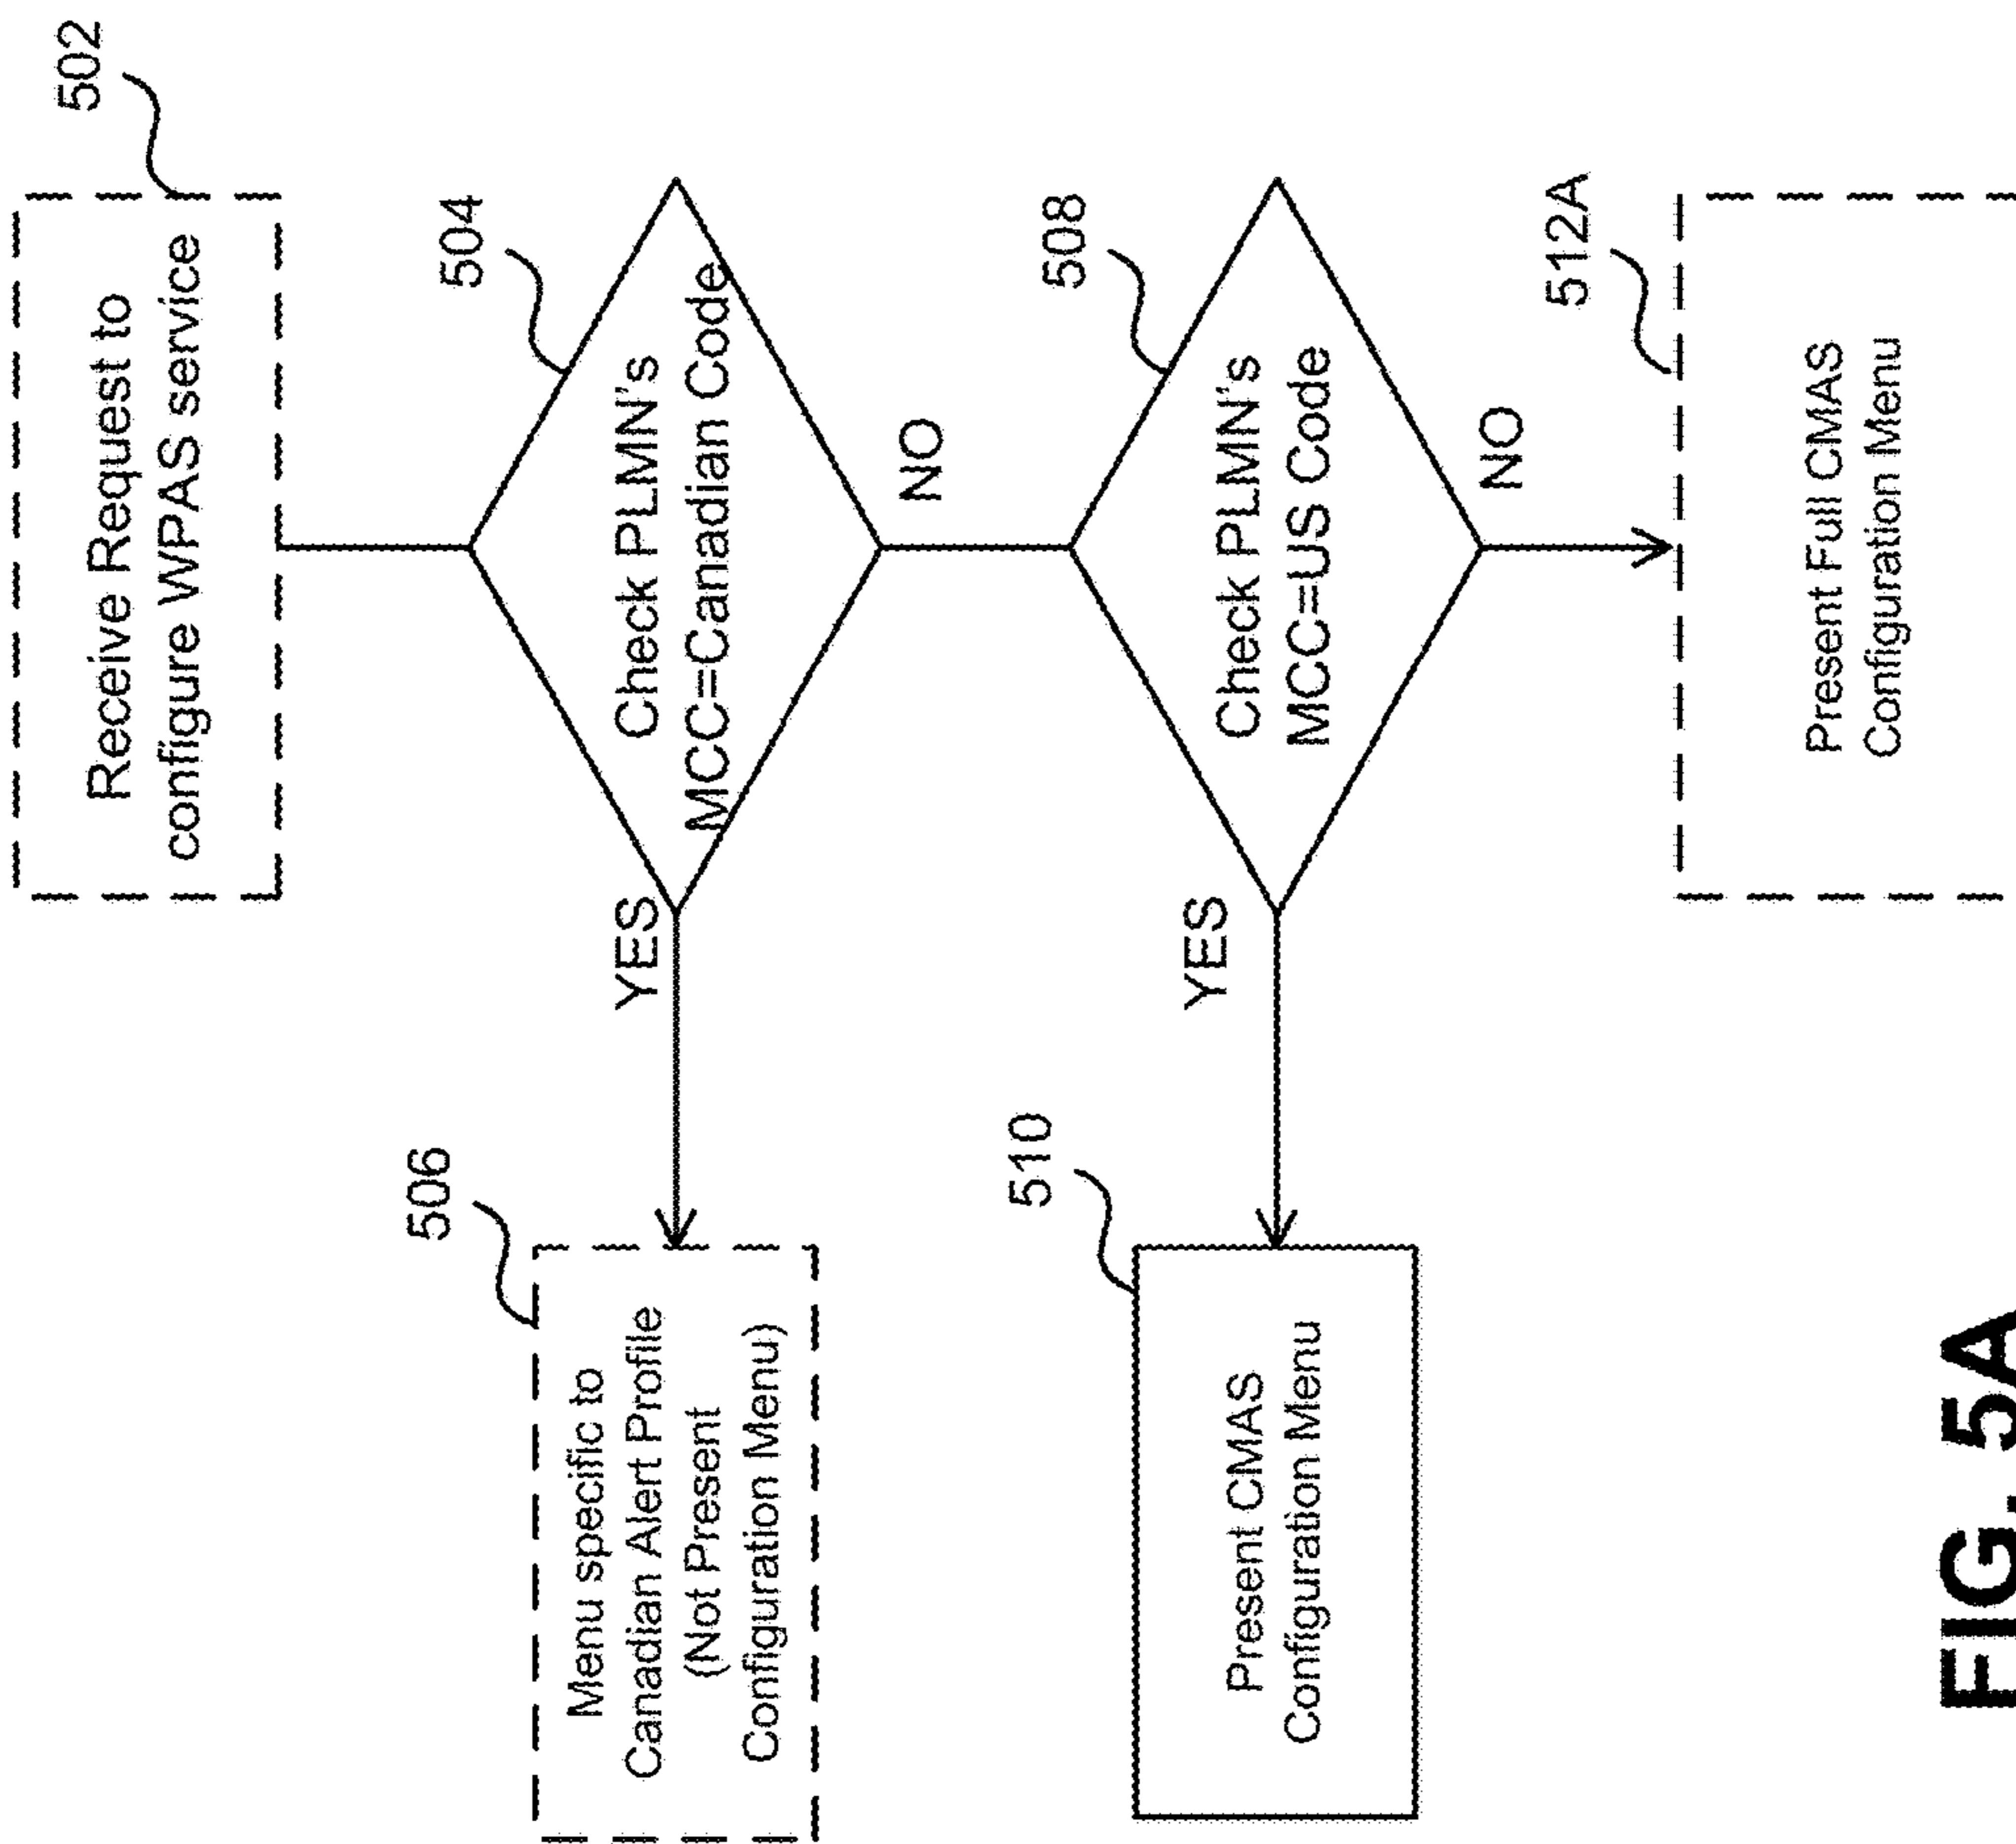 502
Receive Request to
configure WPAS service
504
Check PLMN's
MCC=Canadian Code
YES
NO
506
Menu specific to
Canadian Alert Profile
(Not Present
Configuration Menu)
508
Check PLMN's
MCC=US Code
YES
NO
510
Present CMAS
Configuration Menu
512A
Present Full CMAS
Configuration Menu
FIG. 5A